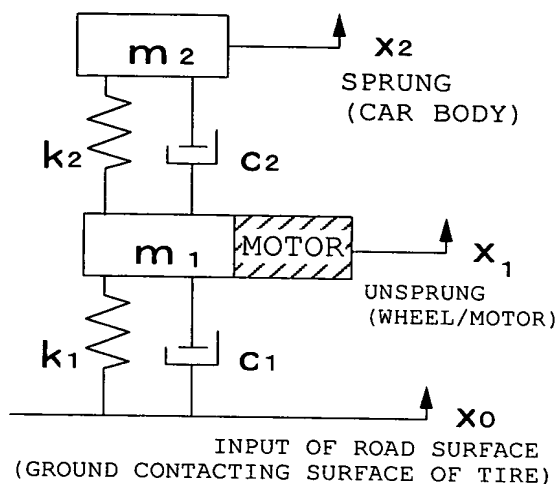 m2
x2
SPRUNG
(CAR BODY)
k2
c2
m1
MOTOR
x1
UNSPRUNG
(WHEEL/MOTOR)
k1
c1
x0
INPUT OF ROAD SURFACE
(GROUND CONTACTING SURFACE OF TIRE)